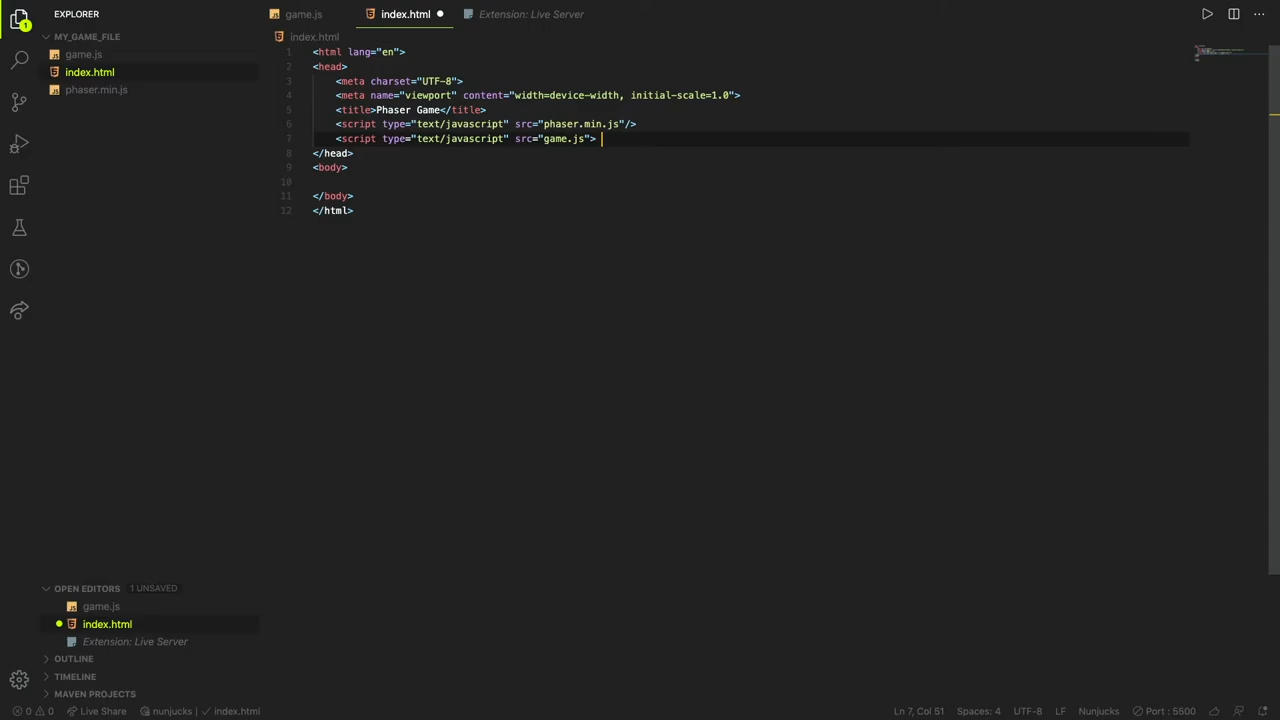 EXPLORER
game.js
index.html
Extension: Live Server
1
MY_GAME_FILE
index.html
game.js
index.html
phaser.min.js
1 <html lang="en">
2 <head>
3 <meta charset="UTF-8">
4 <meta name="viewport" content="width=device-width, initial-scale=1.0">
5 <title>Phaser Game</title>
6 <script type="text/javascript" src="phaser.min.js"/>
7 <script type="text/javascript" src="game.js">
8 </head>
9 <body>
10
11 </body>
12 </html>
OPEN EDITORS 1 UNSAVED
game.js
index.html
Extension: Live Server
OUTLINE
TIMELINE
MAVEN PROJECTS
0 0 Live Share nunjucks | index.html Ln 7, Col 51 Spaces: 4 UTF-8 LF Nunjucks Port : 5500